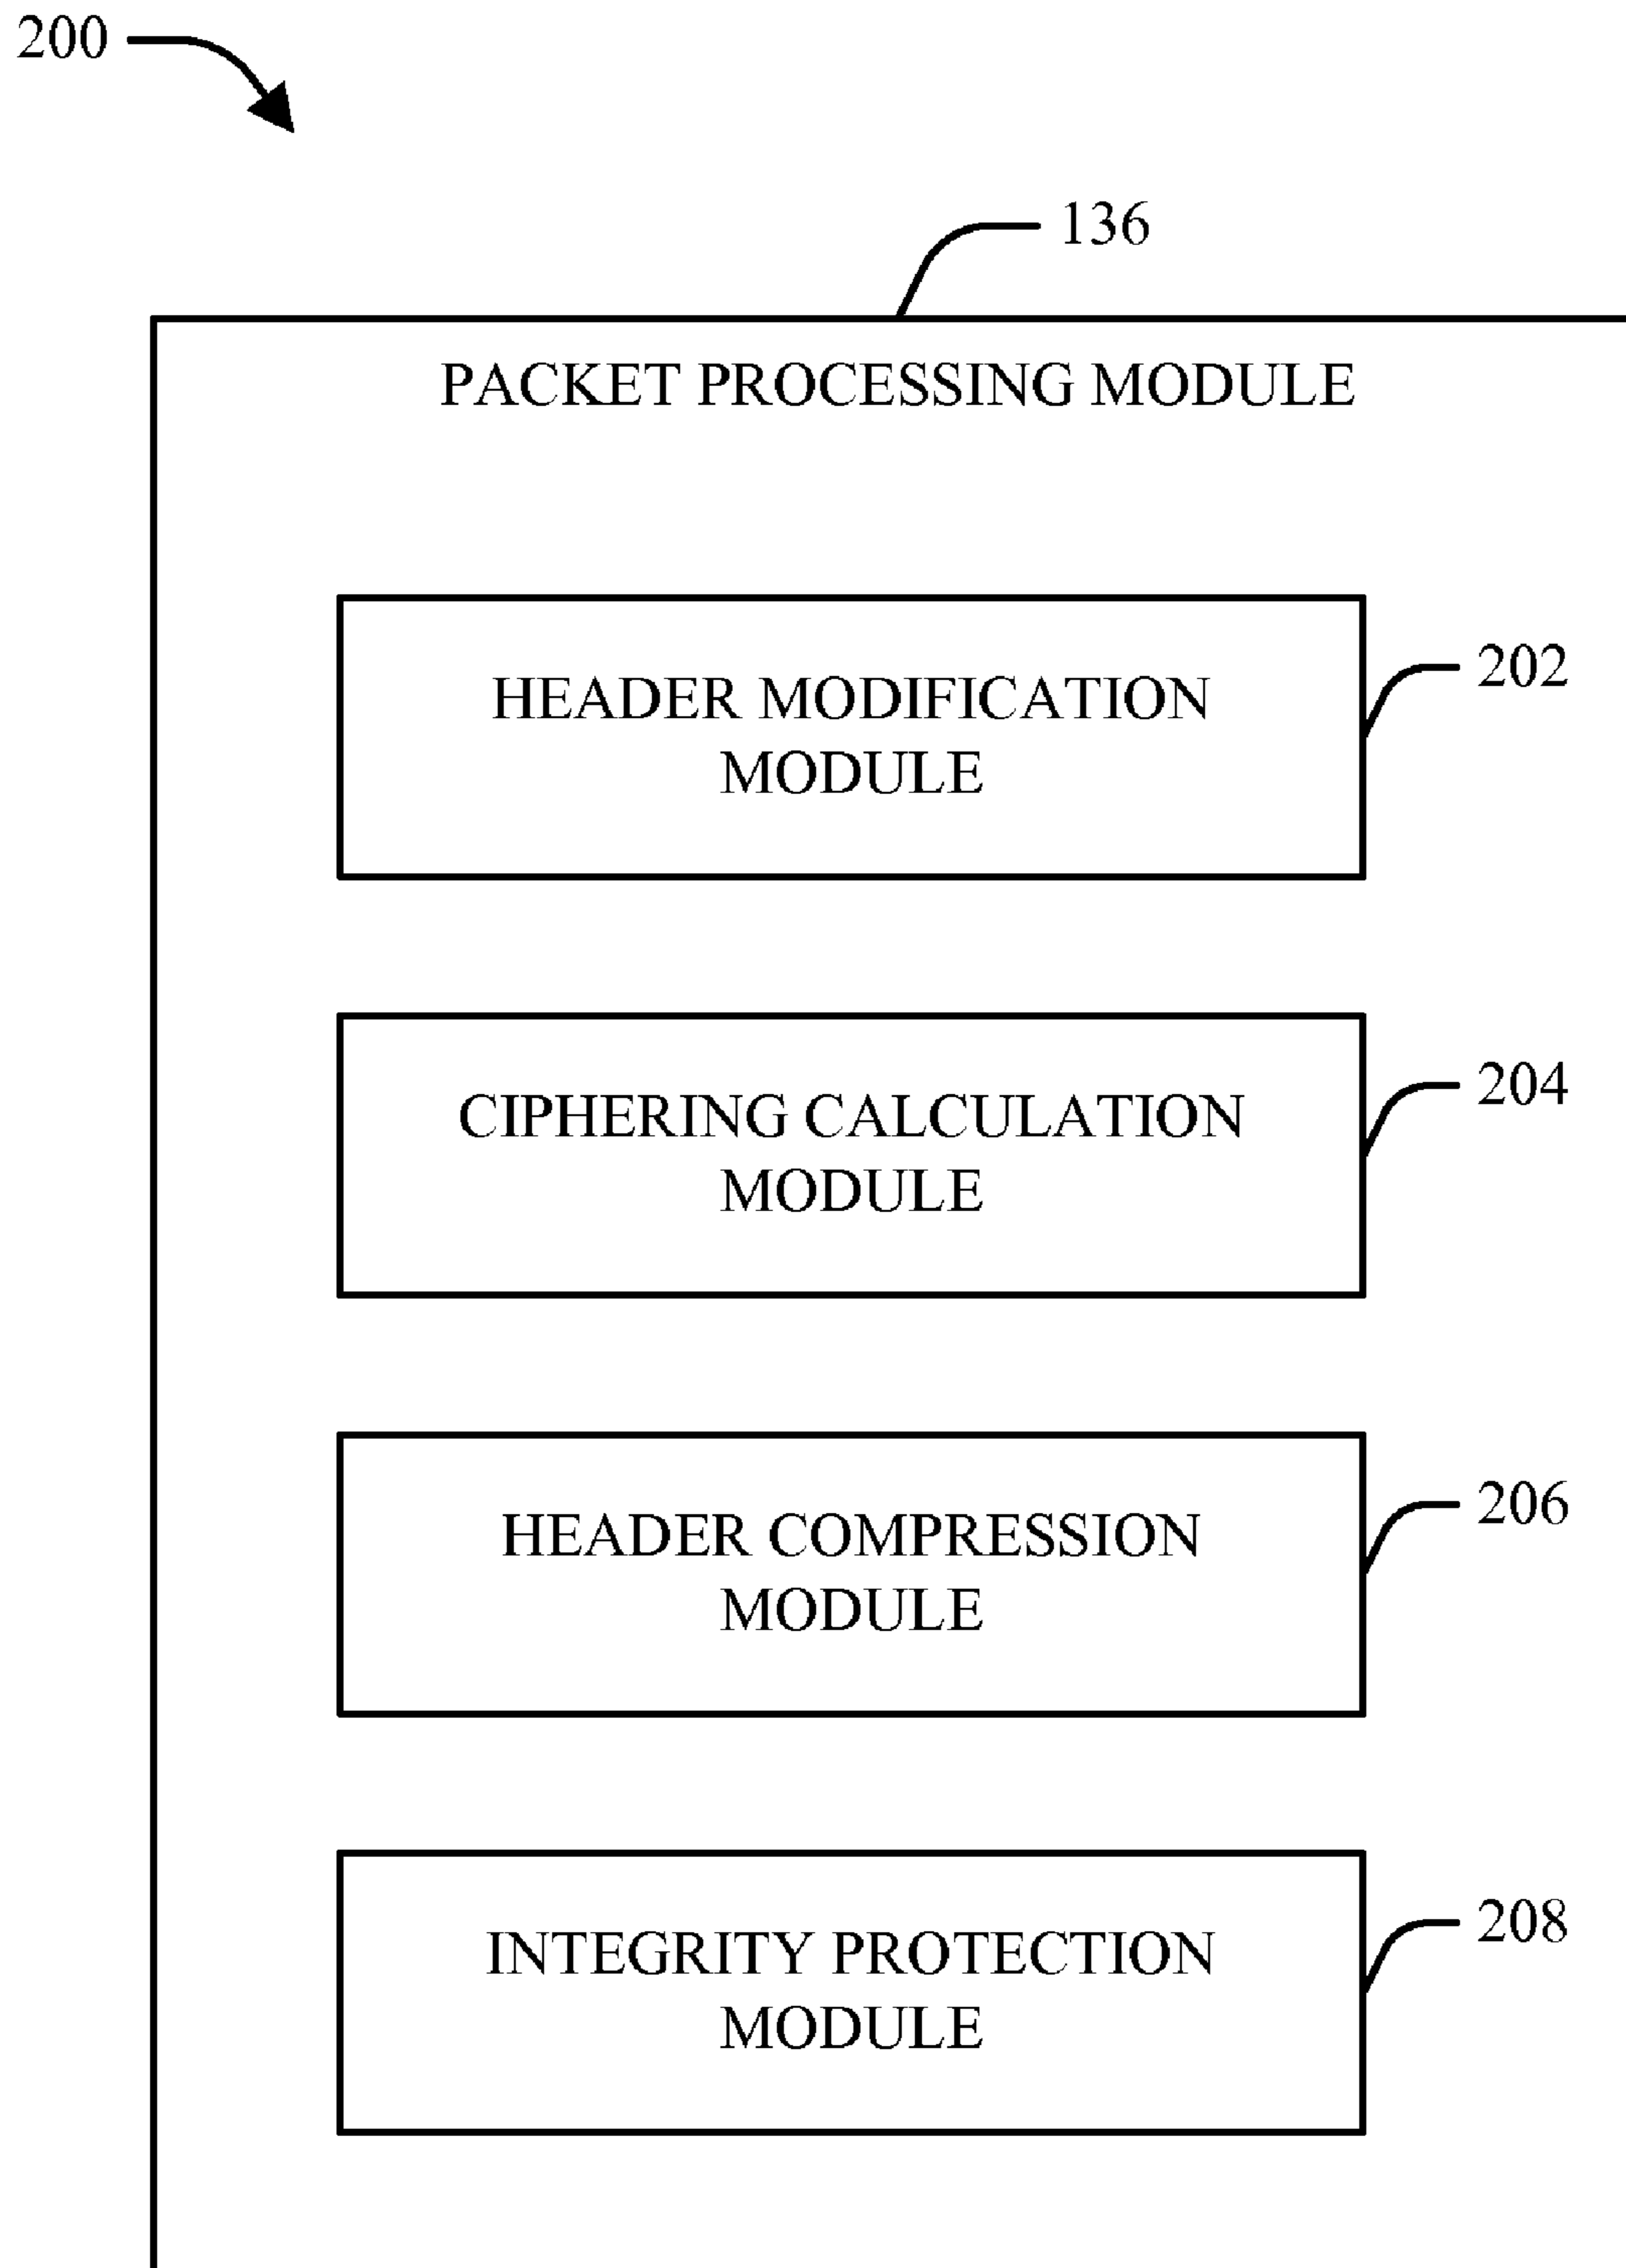 200
136
PACKET PROCESSING MODULE
HEADER MODIFICATION
MODULE
202
CIPHERING CALCULATION
MODULE
204
HEADER COMPRESSION
MODULE
206
INTEGRITY PROTECTION
MODULE
208